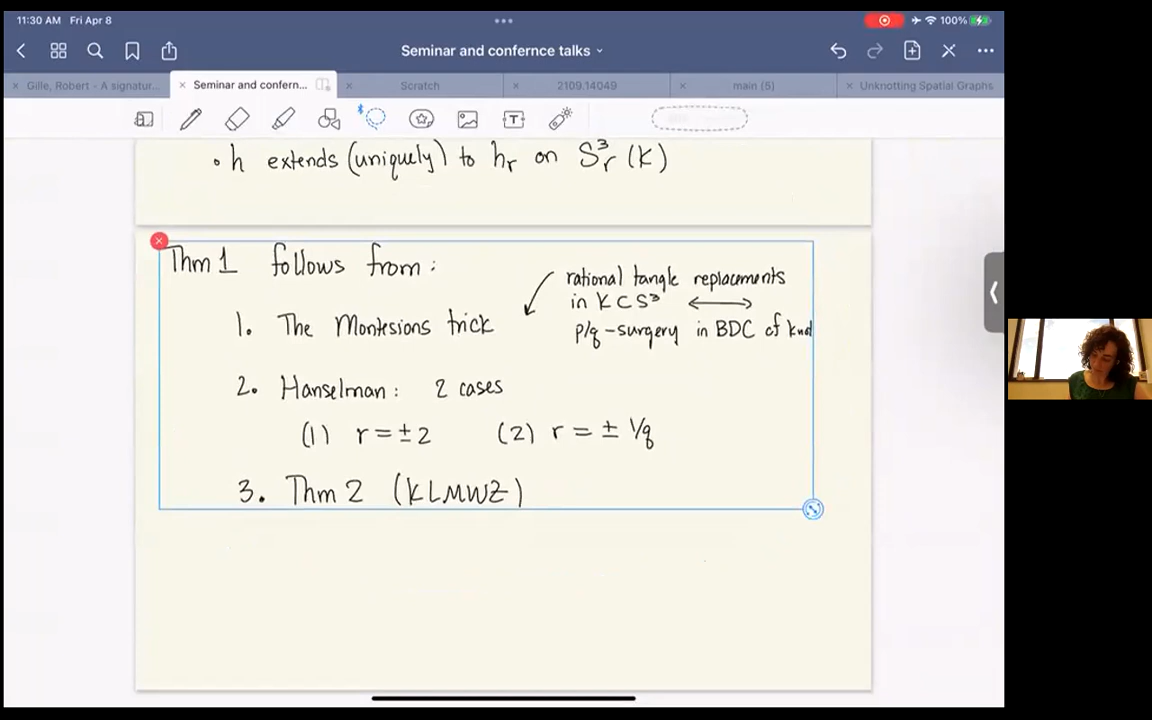 11:30 AM Fri Apr 8
100%
Seminar and confernce talks
Gille, Robert - A signatur...
Seminar and confern...
Scratch
2109.14049
main (5)
Unknotting Spatial Graphs
• h extends (uniquely) to hr on S³r (K)
Thm 1 follows from:
rational tangle replacements
in K ⊂ S³ ⟷
1. The Montesions trick
p/q-surgery in BDC of knot
2. Hanselman: 2 cases
(1) r = ±2 (2) r = ± 1/q
3. Thm 2 (KLMWZ)